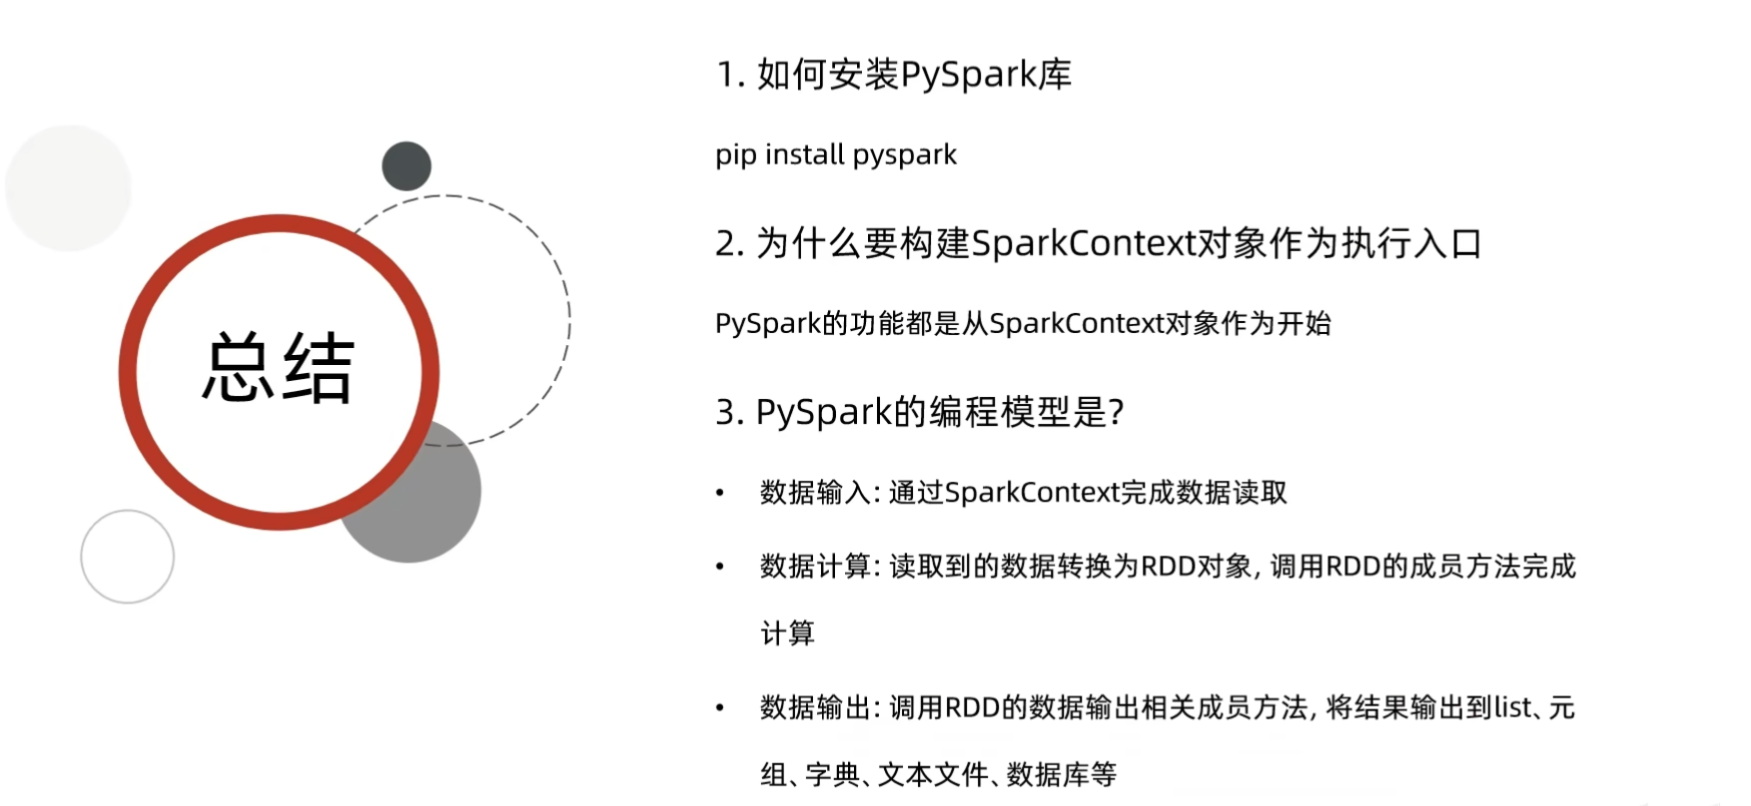 总结
1. 如何安装PySpark库
pip install pyspark
2. 为什么要构建SparkContext对象作为执行入口
PySpark的功能都是从SparkContext对象作为开始
3. PySpark的编程模型是?
• 数据输入: 通过SparkContext完成数据读取
• 数据计算: 读取到的数据转换为RDD对象, 调用RDD的成员方法完成
计算
• 数据输出: 调用RDD的数据输出相关成员方法, 将结果输出到list、元
组、字典、文本文件、数据库等